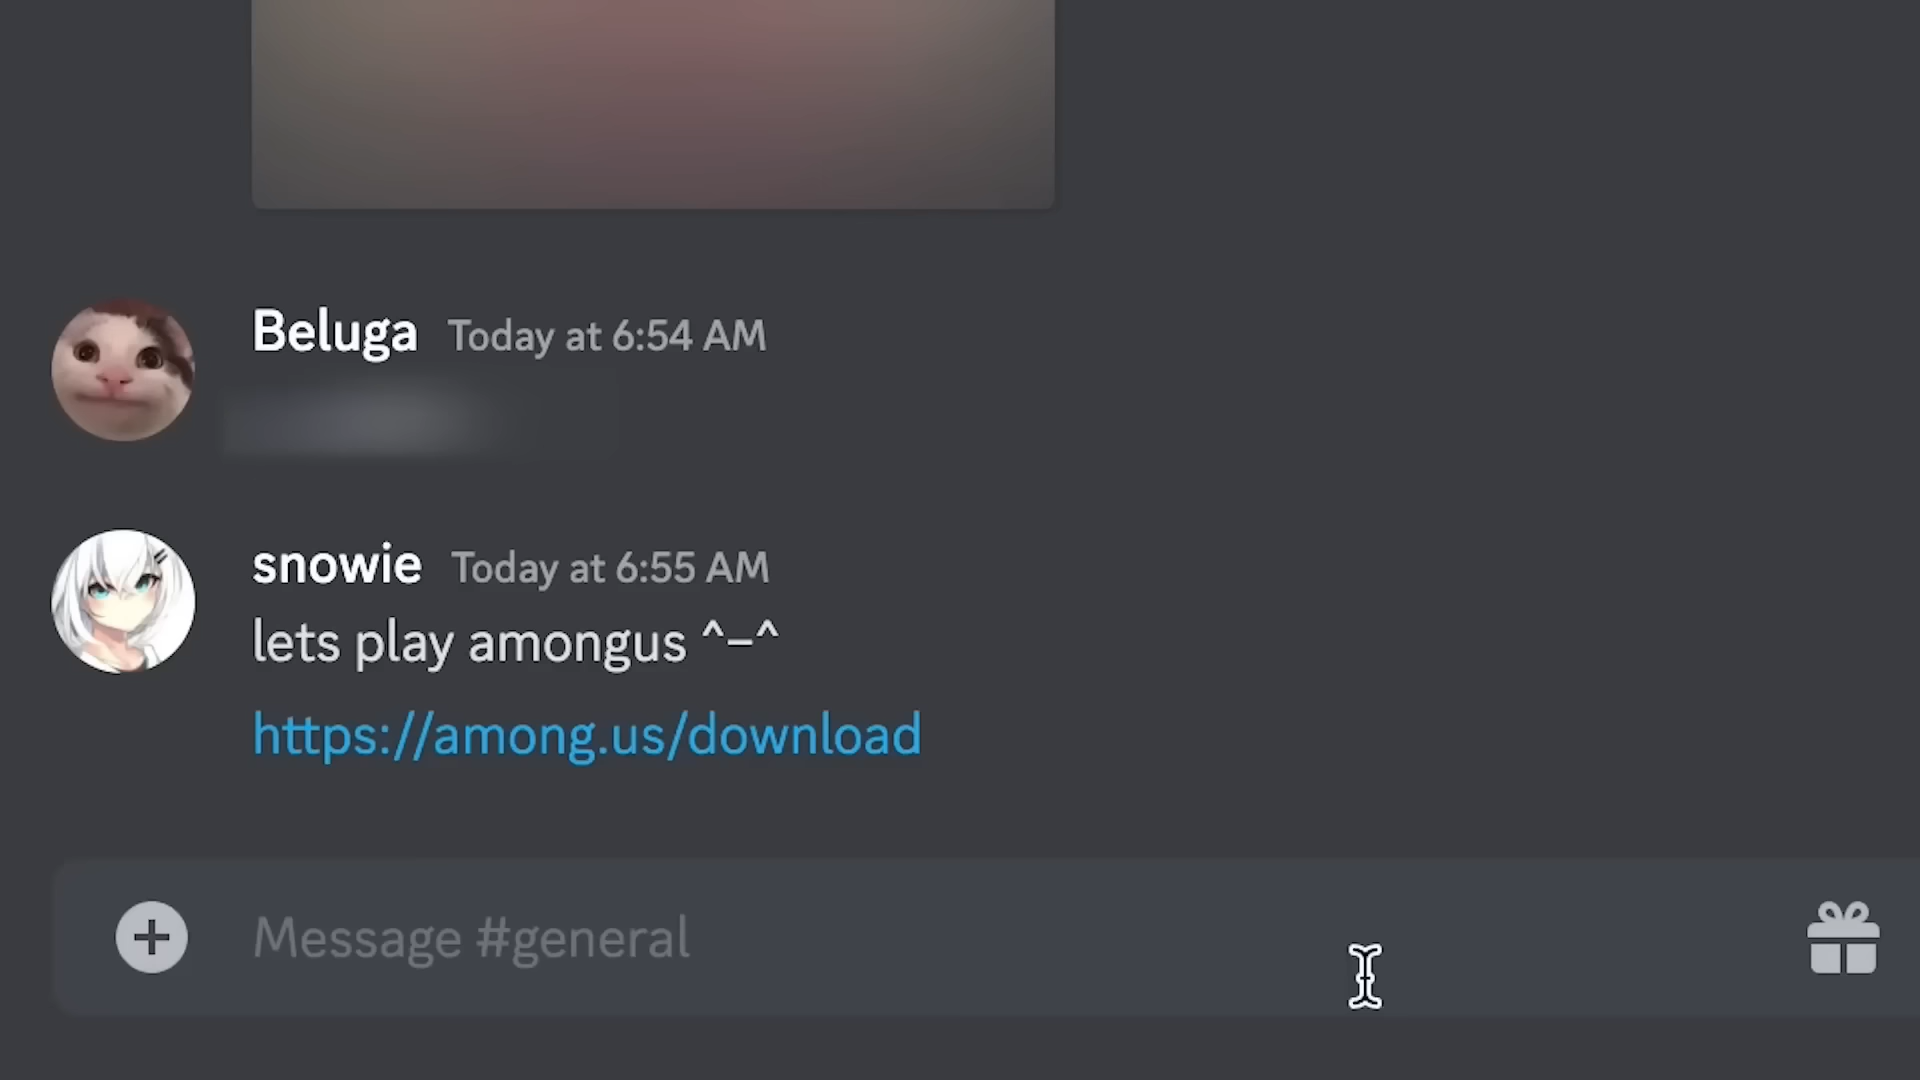 Beluga Today at 6:54 AM
snowie Today at 6:55 AM
lets play amongus ^–^
https://among.us/download
Message #general